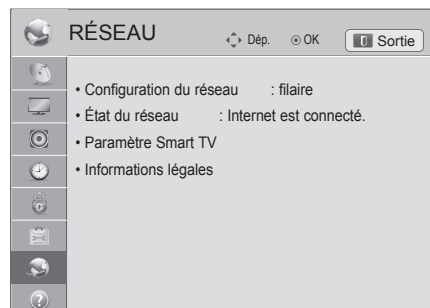 RÉSEAU
Dép.
OK
Sortie
• Configuration du réseau : filaire
• État du réseau : Internet est connecté.
• Paramètre Smart TV
• Informations légales